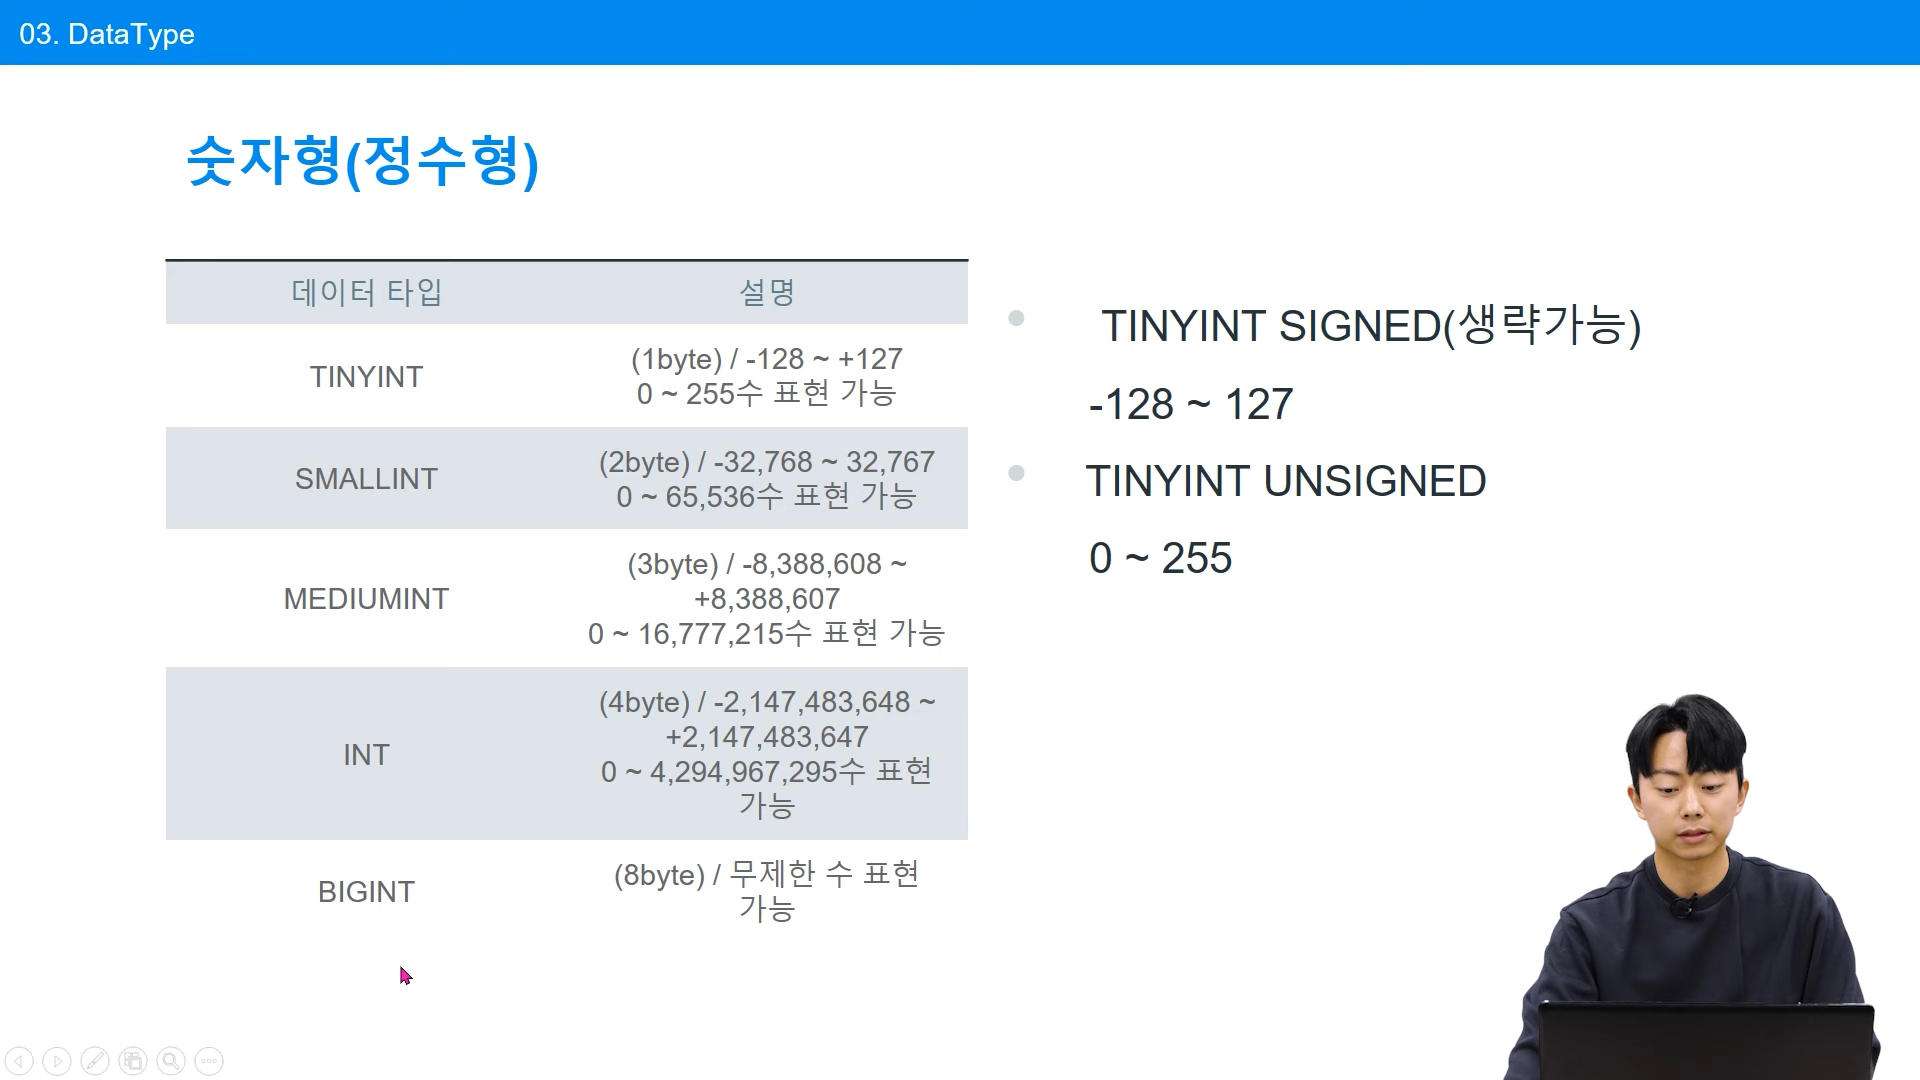 03. DataType
숫자형(정수형)
데이터 타입
설명
TINYINT
(1byte) / -128 ~ +127
0 ~ 255수 표현 가능
SMALLINT
(2byte) / -32,768 ~ 32,767
0 ~ 65,536수 표현 가능
MEDIUMINT
(3byte) / -8,388,608 ~
+8,388,607
0 ~ 16,777,215수 표현 가능
INT
(4byte) / -2,147,483,648 ~
+2,147,483,647
0 ~ 4,294,967,295수 표현
가능
BIGINT
(8byte) / 무제한 수 표현
가능
TINYINT SIGNED(생략가능)
-128 ~ 127
TINYINT UNSIGNED
0 ~ 255